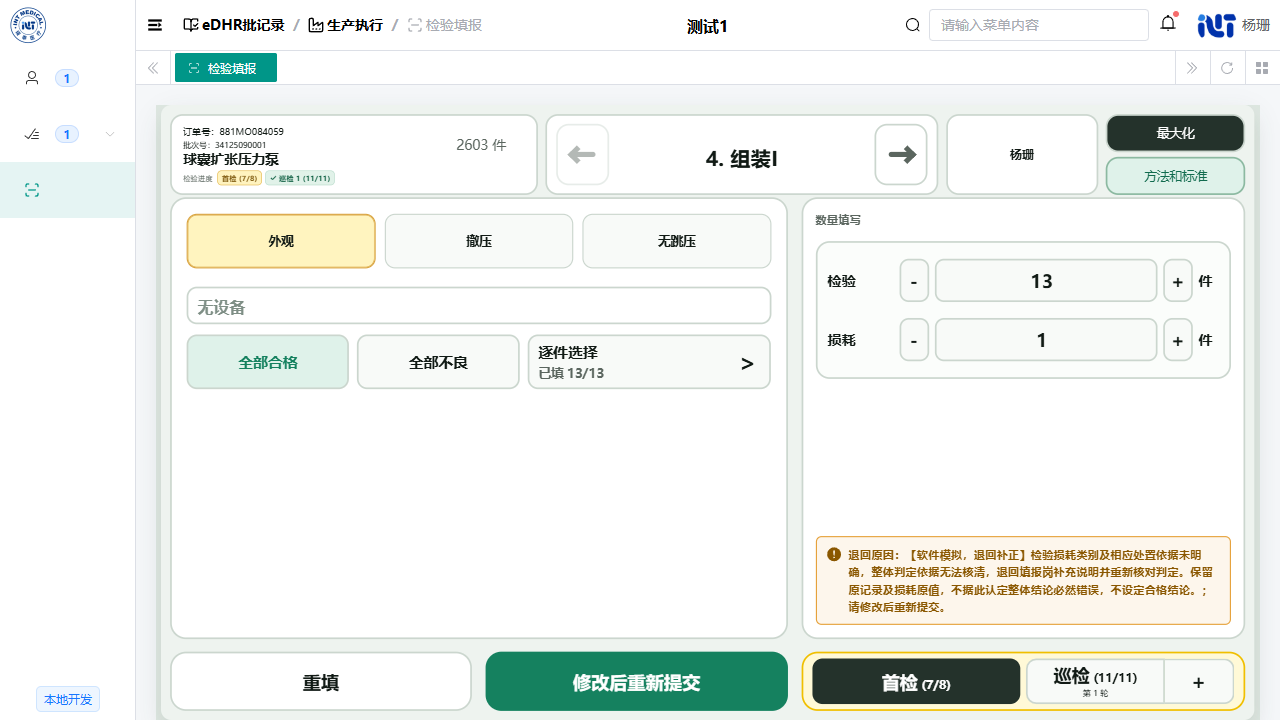 eDHR批记录 / 生产执行 / 检验填报
测试1
请输入菜单内容
iNT
杨珊
1
检验填报
1
订单号：881MO084059
批次号：34125090001
球囊扩张压力泵
2603 件
检验进度 首检 (7/8) ✓ 巡检 1 (11/11)
4. 组装I
杨珊
最大化
方法和标准
外观
撤压
无跳压
无设备
全部合格
全部不良
逐件选择
已填 13/13
>
数量填写
检验 - 13 + 件
损耗 - 1 + 件
退回原因：【软件模拟，退回补正】检验损耗类别及相应处置依据未明
确，整体判定依据无法核清，退回填报岗补充说明并重新核对判定。保留
原记录及损耗原值，不据此认定整体结论必然错误，不设定合格结论。；
请修改后重新提交。
重填
修改后重新提交
首检 (7/8)
巡检 (11/11)
第 1 轮
+
本地开发